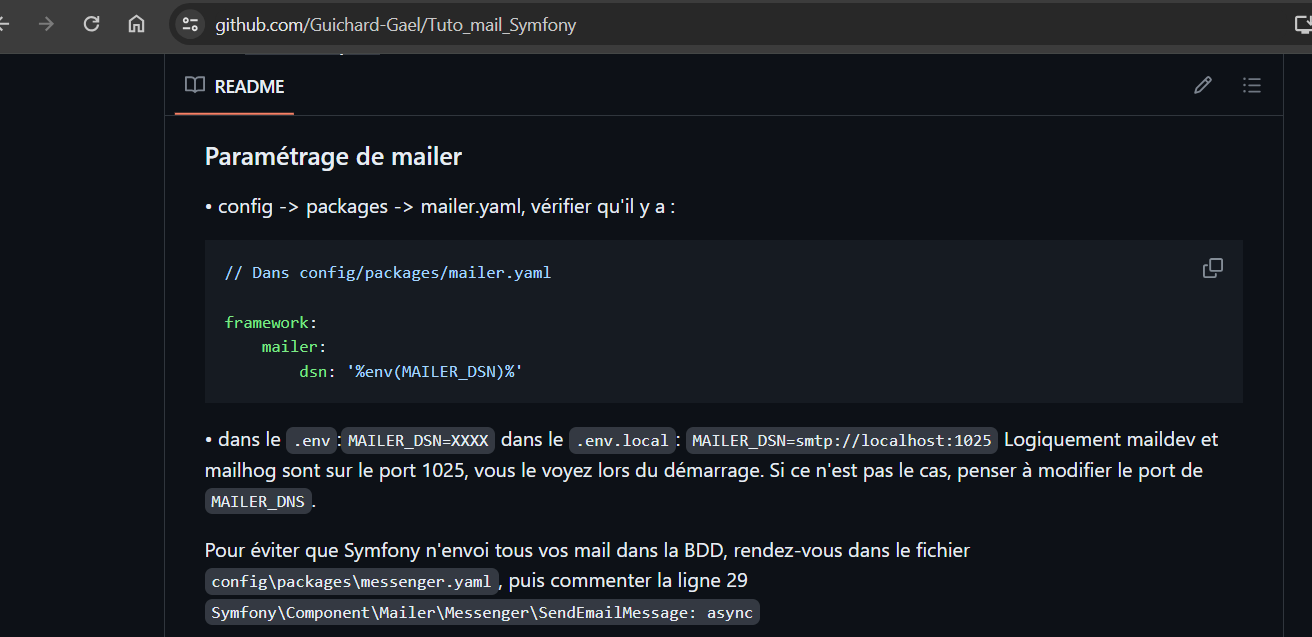 github.com/Guichard-Gael/Tuto_mail_Symfony
README
Paramétrage de mailer
• config -> packages -> mailer.yaml, vérifier qu'il y a :
// Dans config/packages/mailer.yaml
framework:
    mailer:
        dsn: '%env(MAILER_DSN)%'
• dans le .env : MAILER_DSN=XXXX dans le .env.local : MAILER_DSN=smtp://localhost:1025 Logiquement maildev et
mailhog sont sur le port 1025, vous le voyez lors du démarrage. Si ce n'est pas le cas, penser à modifier le port de
MAILER_DNS .
Pour éviter que Symfony n'envoi tous vos mail dans la BDD, rendez-vous dans le fichier
config\packages\messenger.yaml , puis commenter la ligne 29
Symfony\Component\Mailer\Messenger\SendEmailMessage: async